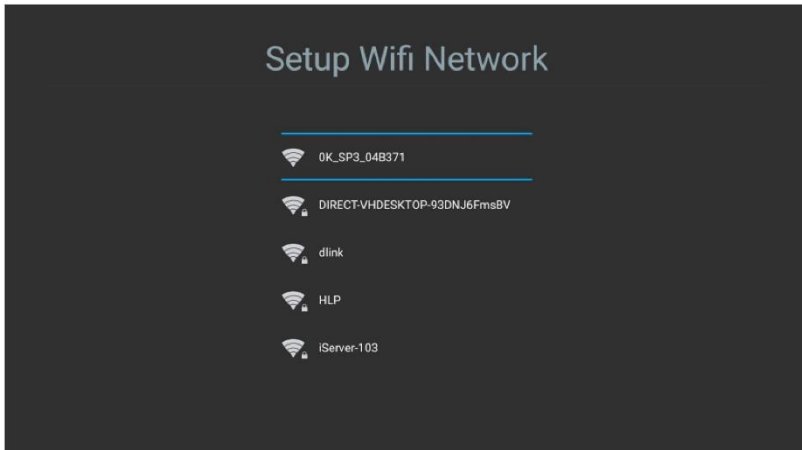 Setup Wifi Network
0K_SP3_04B371
DIRECT-VHDESKTOP-93DNJ6FmsBV
dlink
HLP
iServer-103